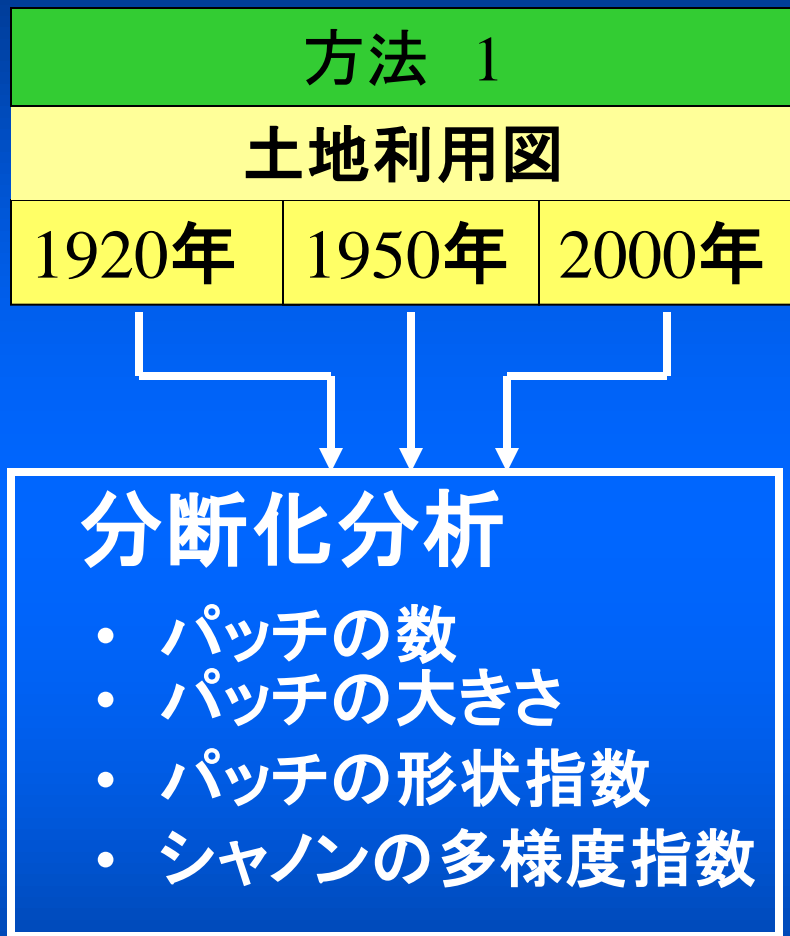 方法　1
土地利用図
1920年 1950年 2000年
分断化分析
• パッチの数
• パッチの大きさ
• パッチの形状指数
• シャノンの多様度指数